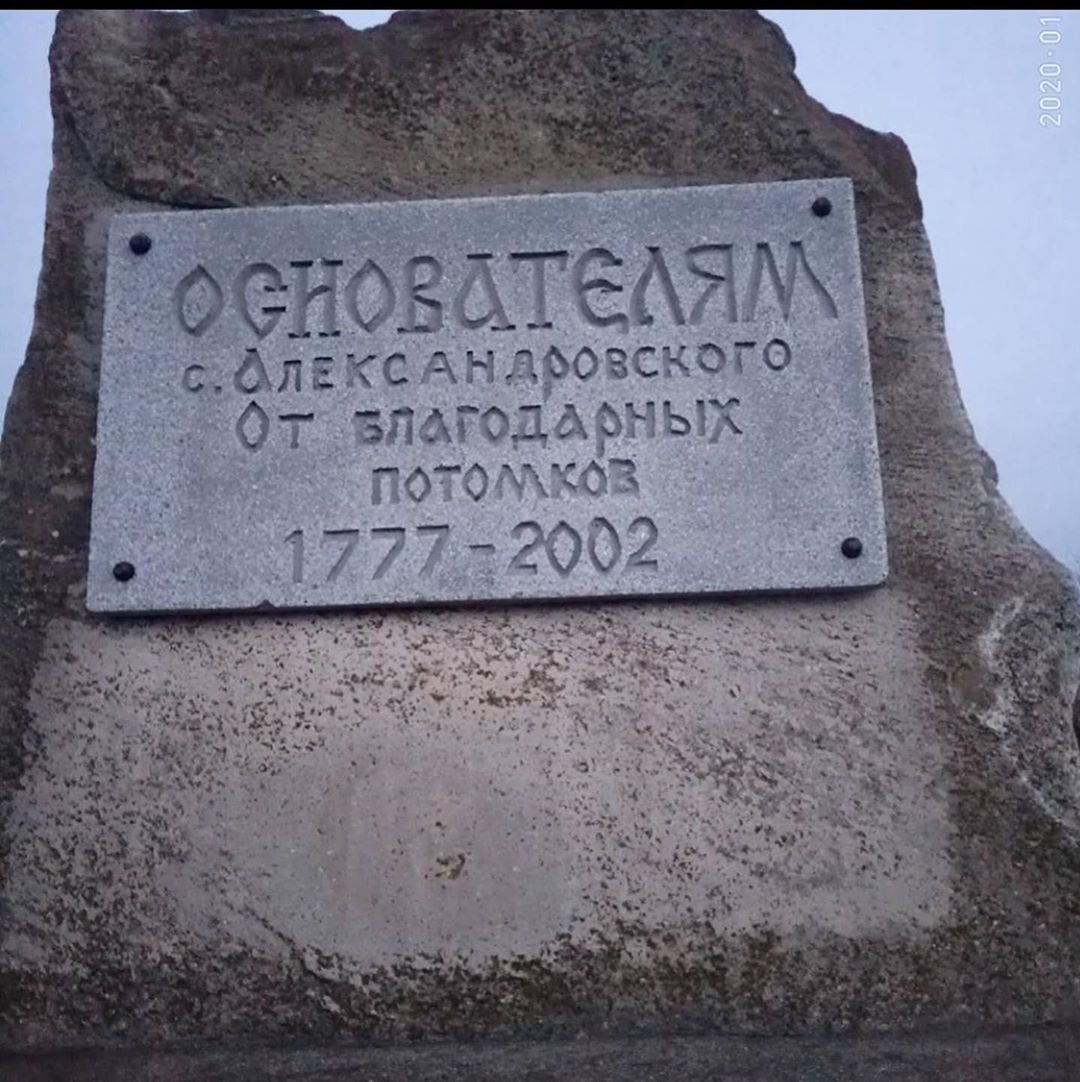 ОСНОВАТЕЛЯМ
с. Александровского
От благодарных
потомков
1777-2002
2020·01